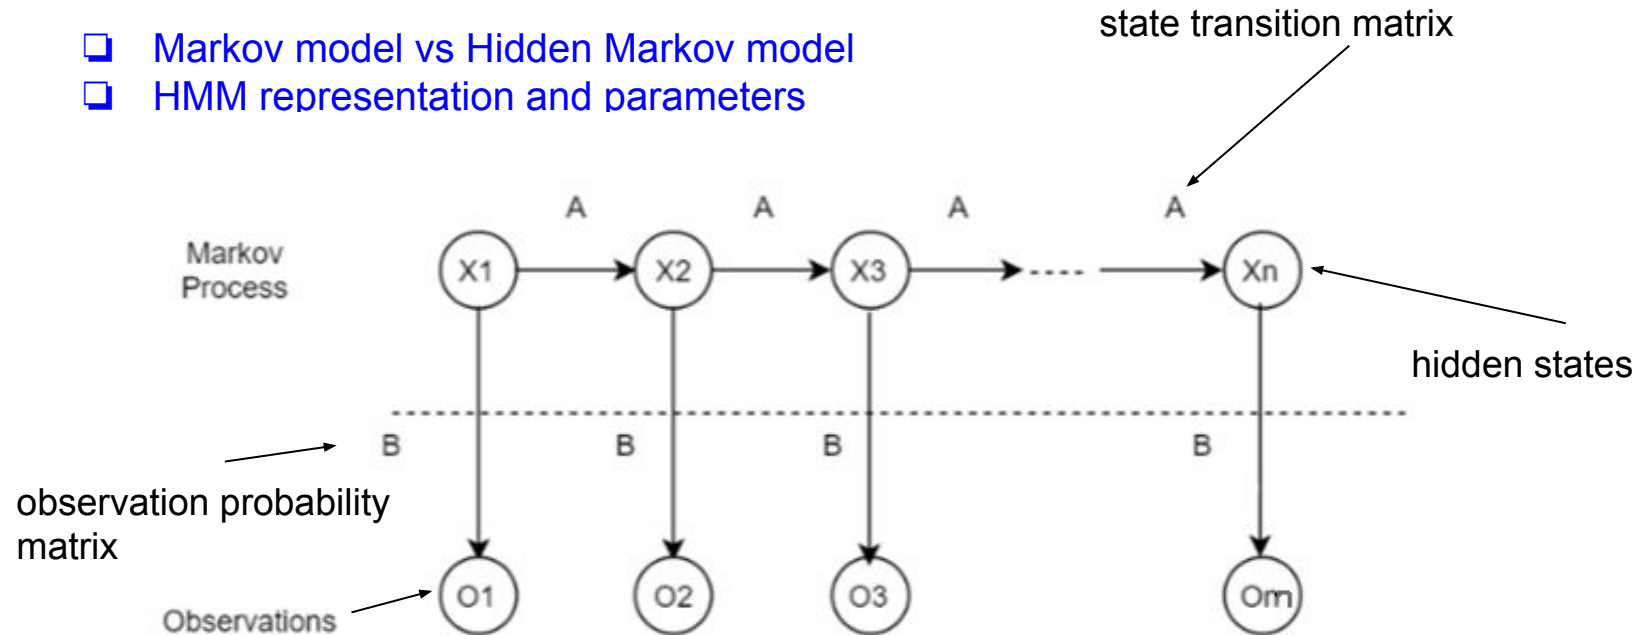 state transition matrix
❏ Markov model vs Hidden Markov model
❏ HMM representation and parameters
A A A A
Markov
Process
X1 X2 X3 ---- Xn
hidden states
B B B B
observation probability
matrix
O1 O2 O3 Om
Observations